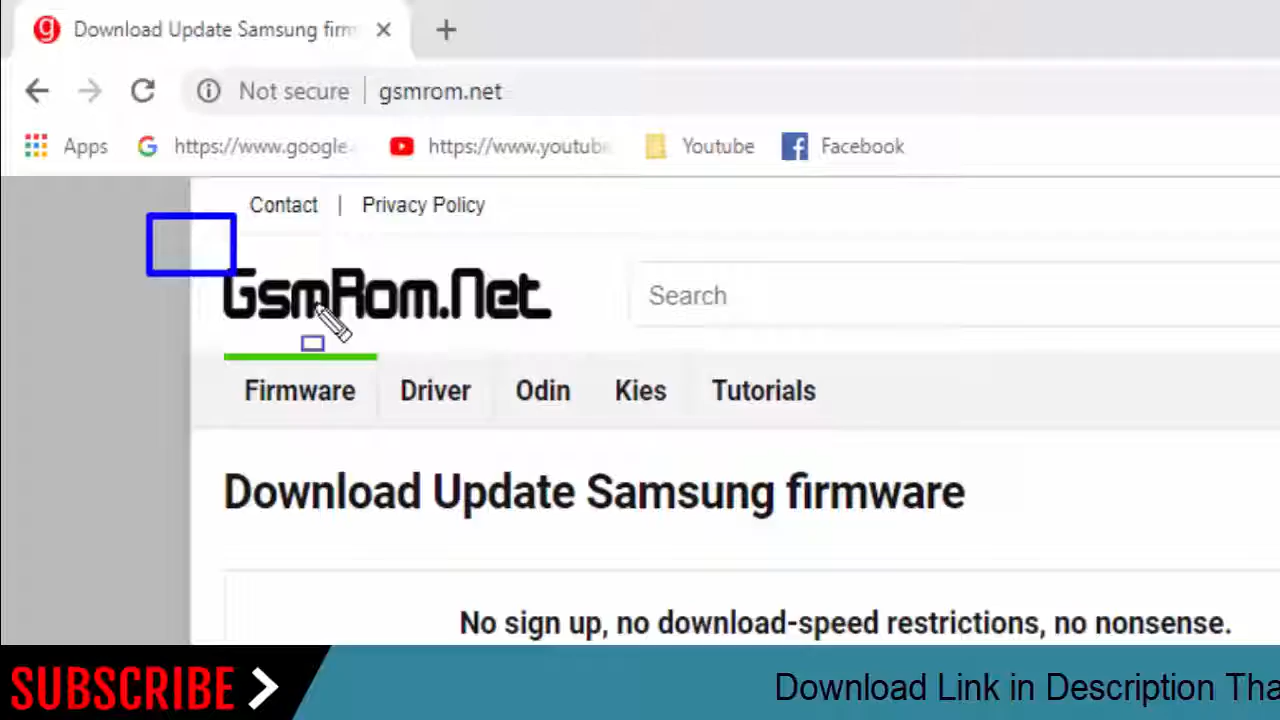 Download Update Samsung firm
Not secure | gsmrom.net
Apps https://www.google. https://www.youtube Youtube Facebook
Contact | Privacy Policy
GsmRom.Net Search
Firmware Driver Odin Kies Tutorials
Download Update Samsung firmware
No sign up, no download-speed restrictions, no nonsense.
SUBSCRIBE Download Link in Description Tha